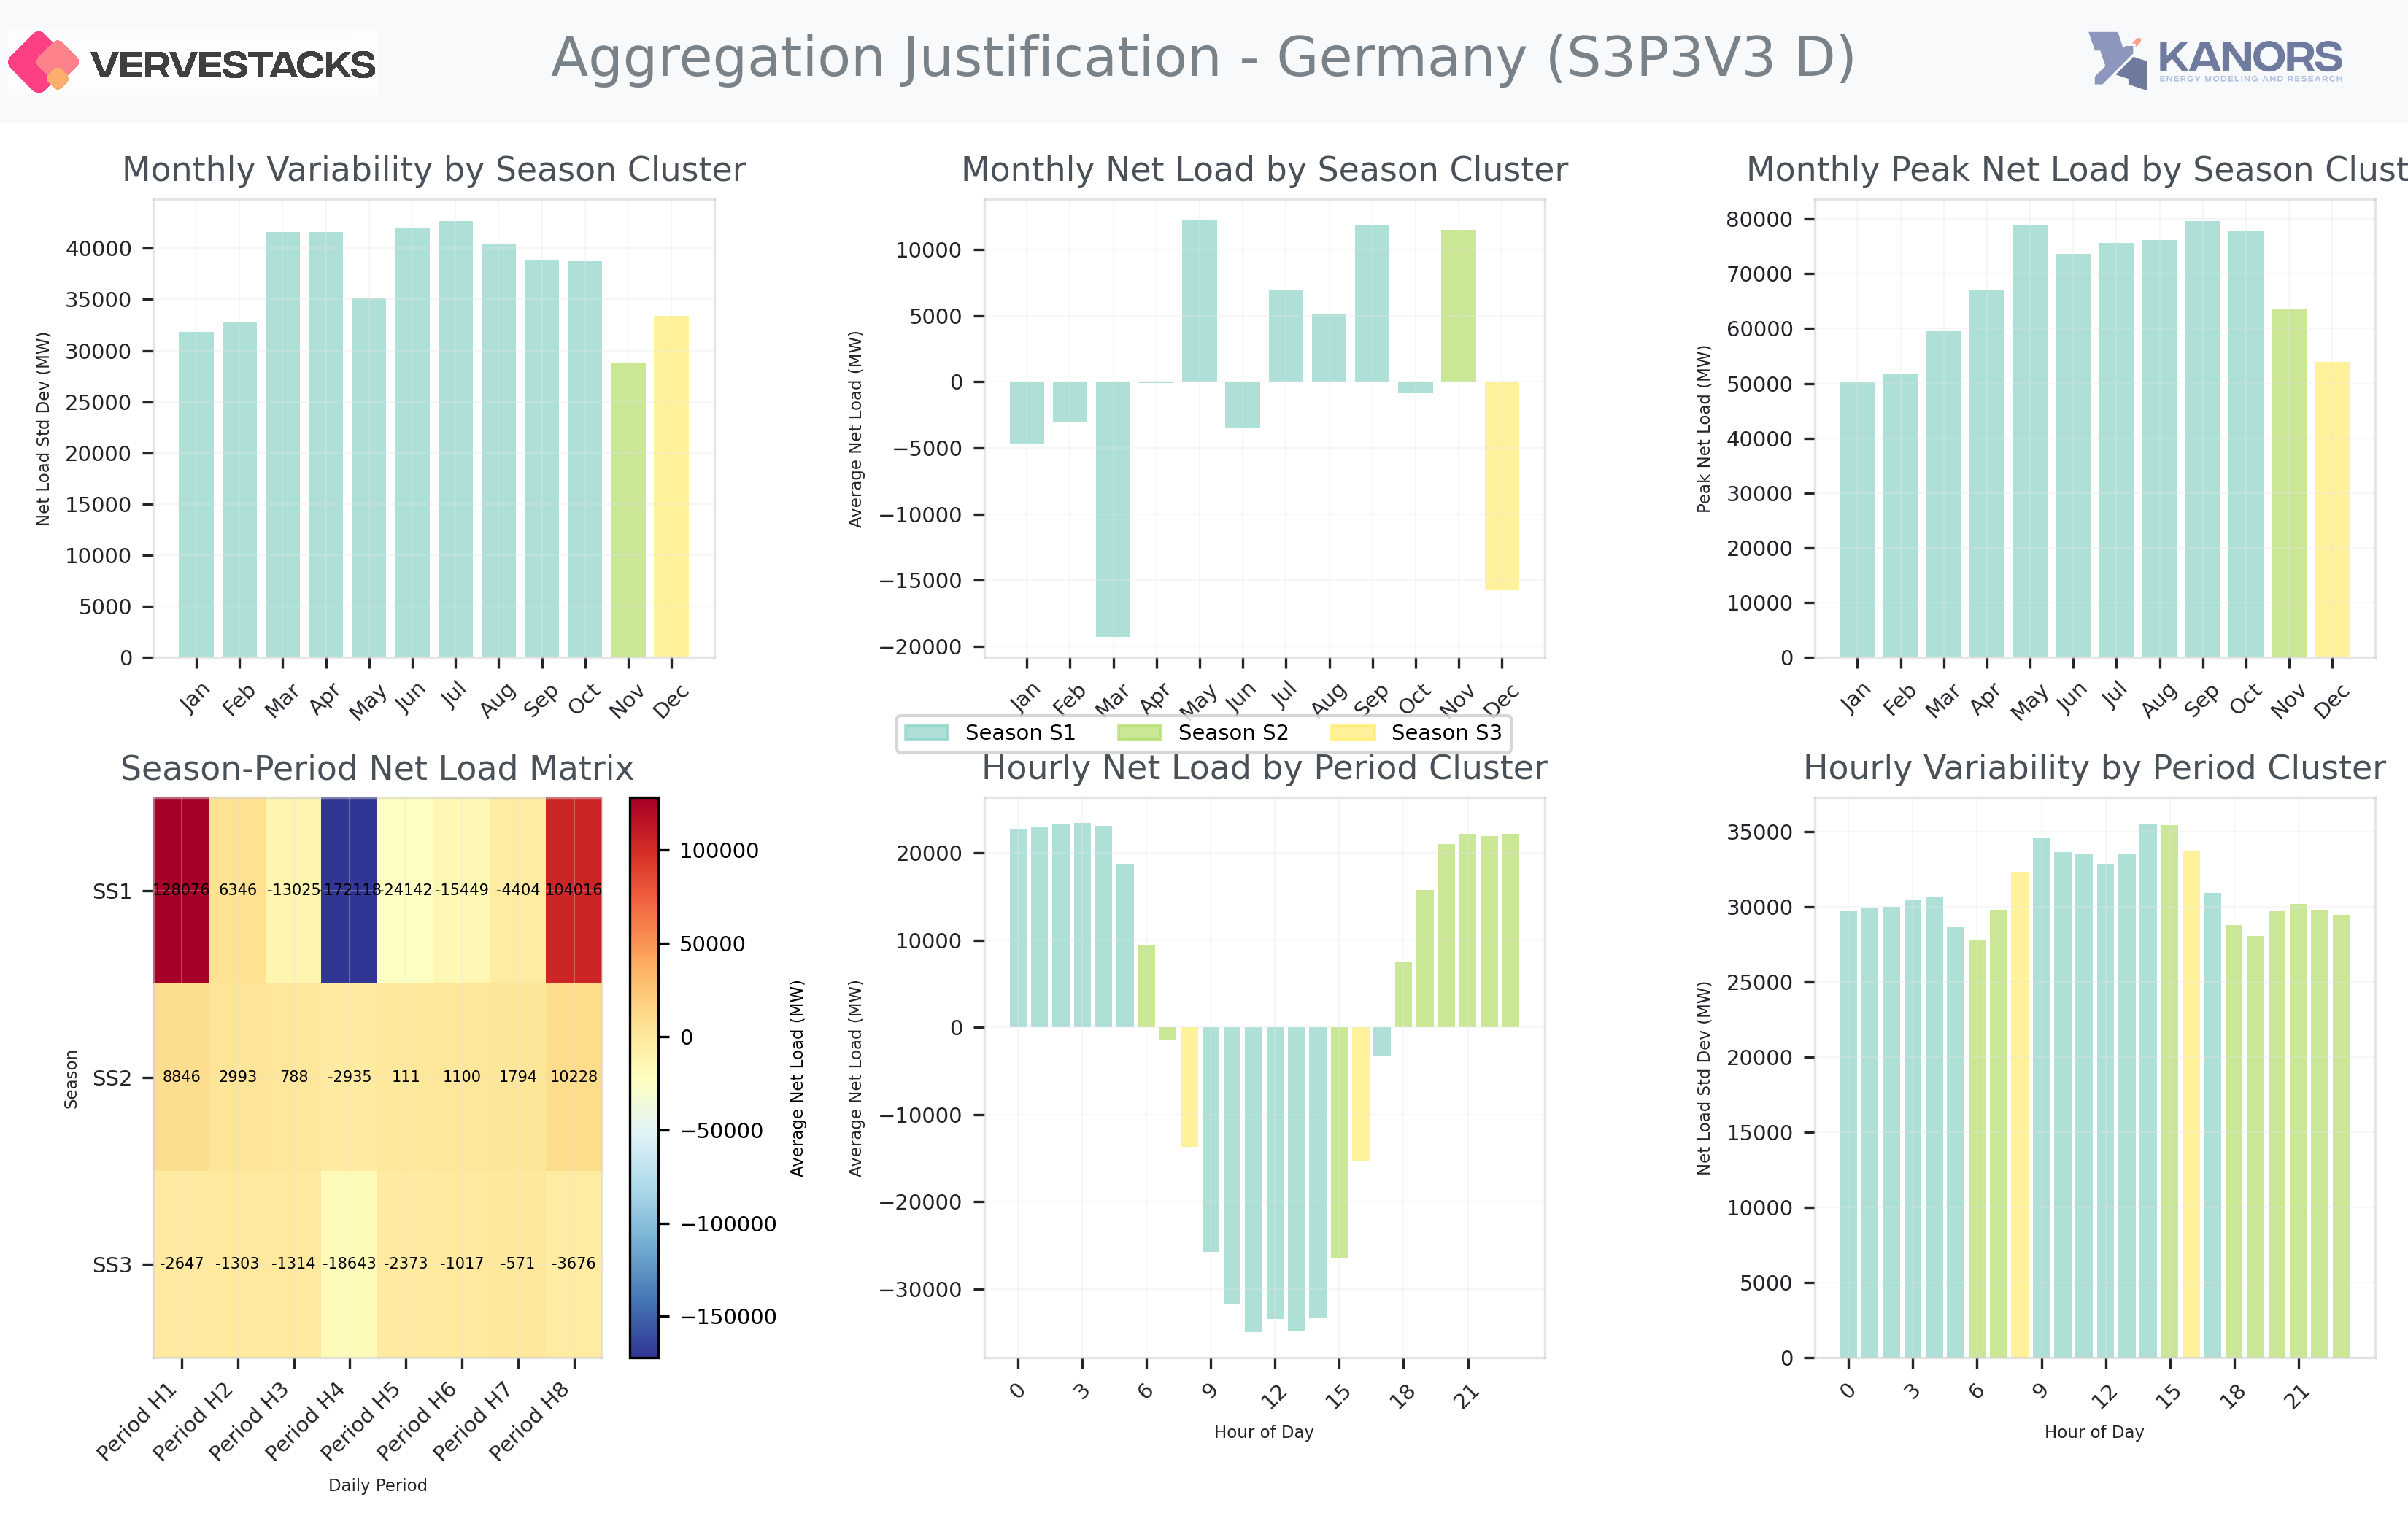 VERVESTACKS
Aggregation Justification - Germany (S3P3V3 D)
KANORS
ENERGY MODELING AND RESEARCH
Monthly Variability by Season Cluster
Net Load Std Dev (MW)
40000
35000
30000
25000
20000
15000
10000
5000
0
Jan Feb Mar Apr May Jun Jul Aug Sep Oct Nov Dec
Monthly Net Load by Season Cluster
Average Net Load (MW)
10000
5000
0
−5000
−10000
−15000
−20000
Jan Feb Mar Apr May Jun Jul Aug Sep Oct Nov Dec
Monthly Peak Net Load by Season Clust
Peak Net Load (MW)
80000
70000
60000
50000
40000
30000
20000
10000
0
Jan Feb Mar Apr May Jun Jul Aug Sep Oct Nov Dec
Season S1 Season S2 Season S3
Season-Period Net Load Matrix
Season
SS1 128076 6346 -13025 -172118 -24142 -15449 -4404 104016
SS2 8846 2993 788 -2935 111 1100 1794 10228
SS3 -2647 -1303 -1314 -18643 -2373 -1017 -571 -3676
Period H1 Period H2 Period H3 Period H4 Period H5 Period H6 Period H7 Period H8
Daily Period
100000
50000
0
−50000
−100000
−150000
Average Net Load (MW)
Hourly Net Load by Period Cluster
Average Net Load (MW)
20000
10000
0
−10000
−20000
−30000
0 3 6 9 12 15 18 21
Hour of Day
Hourly Variability by Period Cluster
Net Load Std Dev (MW)
35000
30000
25000
20000
15000
10000
5000
0
0 3 6 9 12 15 18 21
Hour of Day